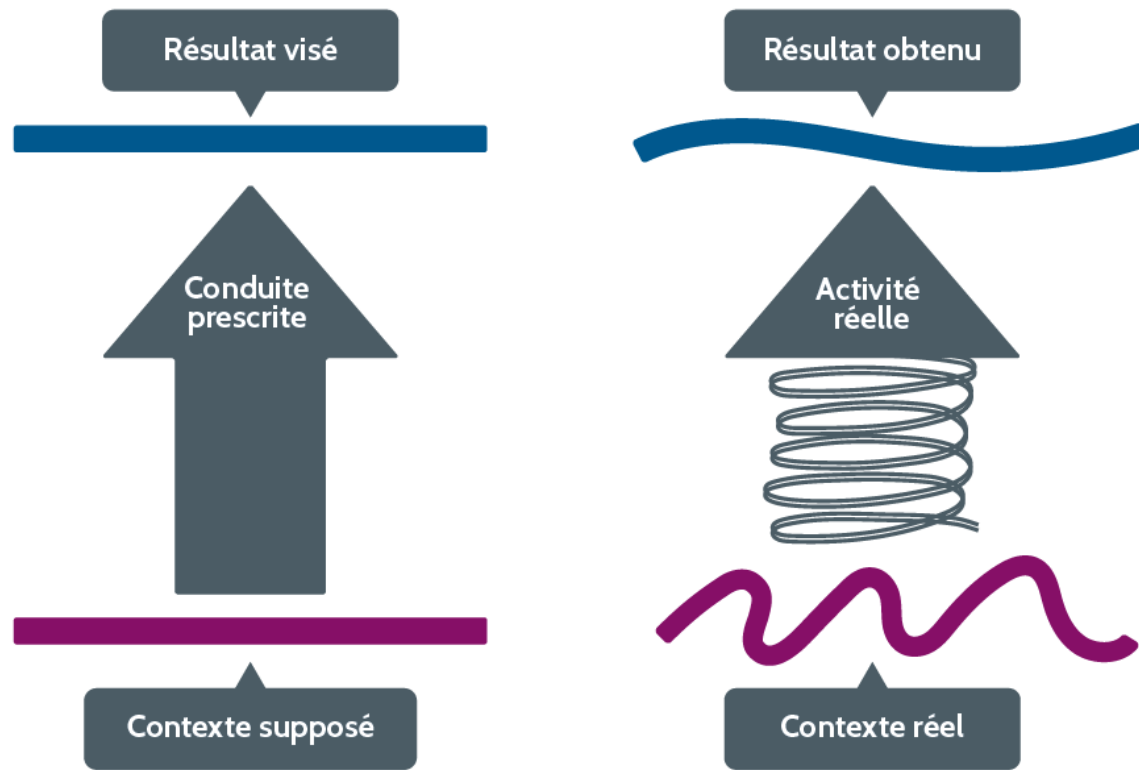 Résultat visé
Résultat obtenu
Conduite
prescrite
Activité
réelle
Contexte supposé
Contexte réel